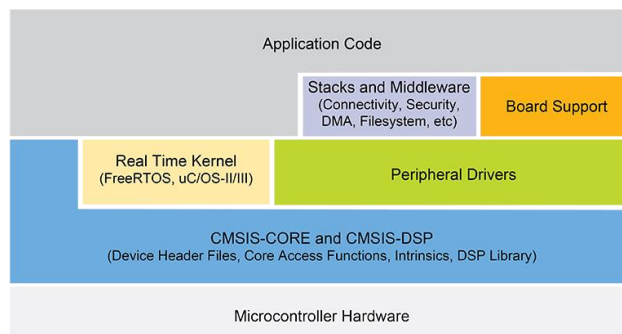 Application Code
Stacks and Middleware
(Connectivity, Security,
DMA, Filesystem, etc)
Board Support
Real Time Kernel
(FreeRTOS, uC/OS-II/III)
Peripheral Drivers
CMSIS-CORE and CMSIS-DSP
(Device Header Files, Core Access Functions, Intrinsics, DSP Library)
Microcontroller Hardware